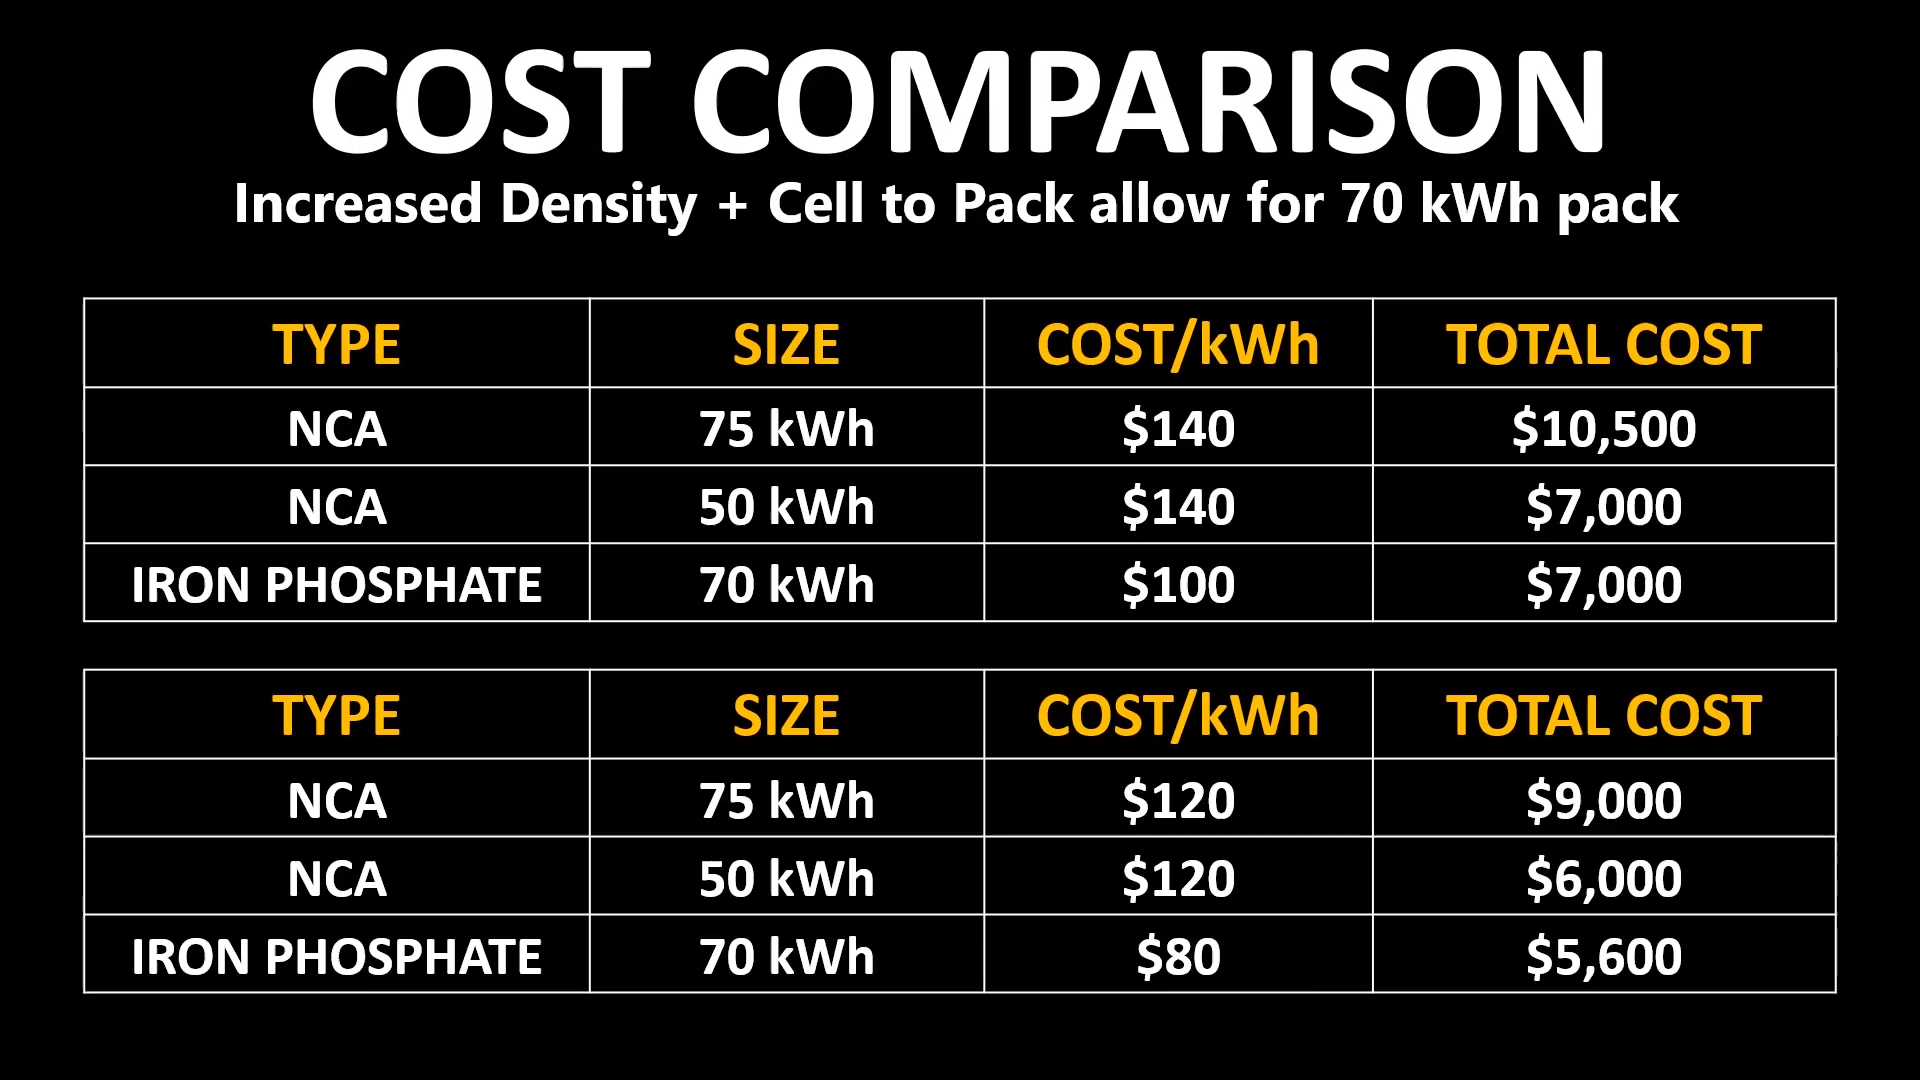 COST COMPARISON
Increased Density + Cell to Pack allow for 70 kWh pack
TYPE SIZE COST/kWh TOTAL COST
NCA 75 kWh $140 $10,500
NCA 50 kWh $140 $7,000
IRON PHOSPHATE 70 kWh $100 $7,000
TYPE SIZE COST/kWh TOTAL COST
NCA 75 kWh $120 $9,000
NCA 50 kWh $120 $6,000
IRON PHOSPHATE 70 kWh $80 $5,600